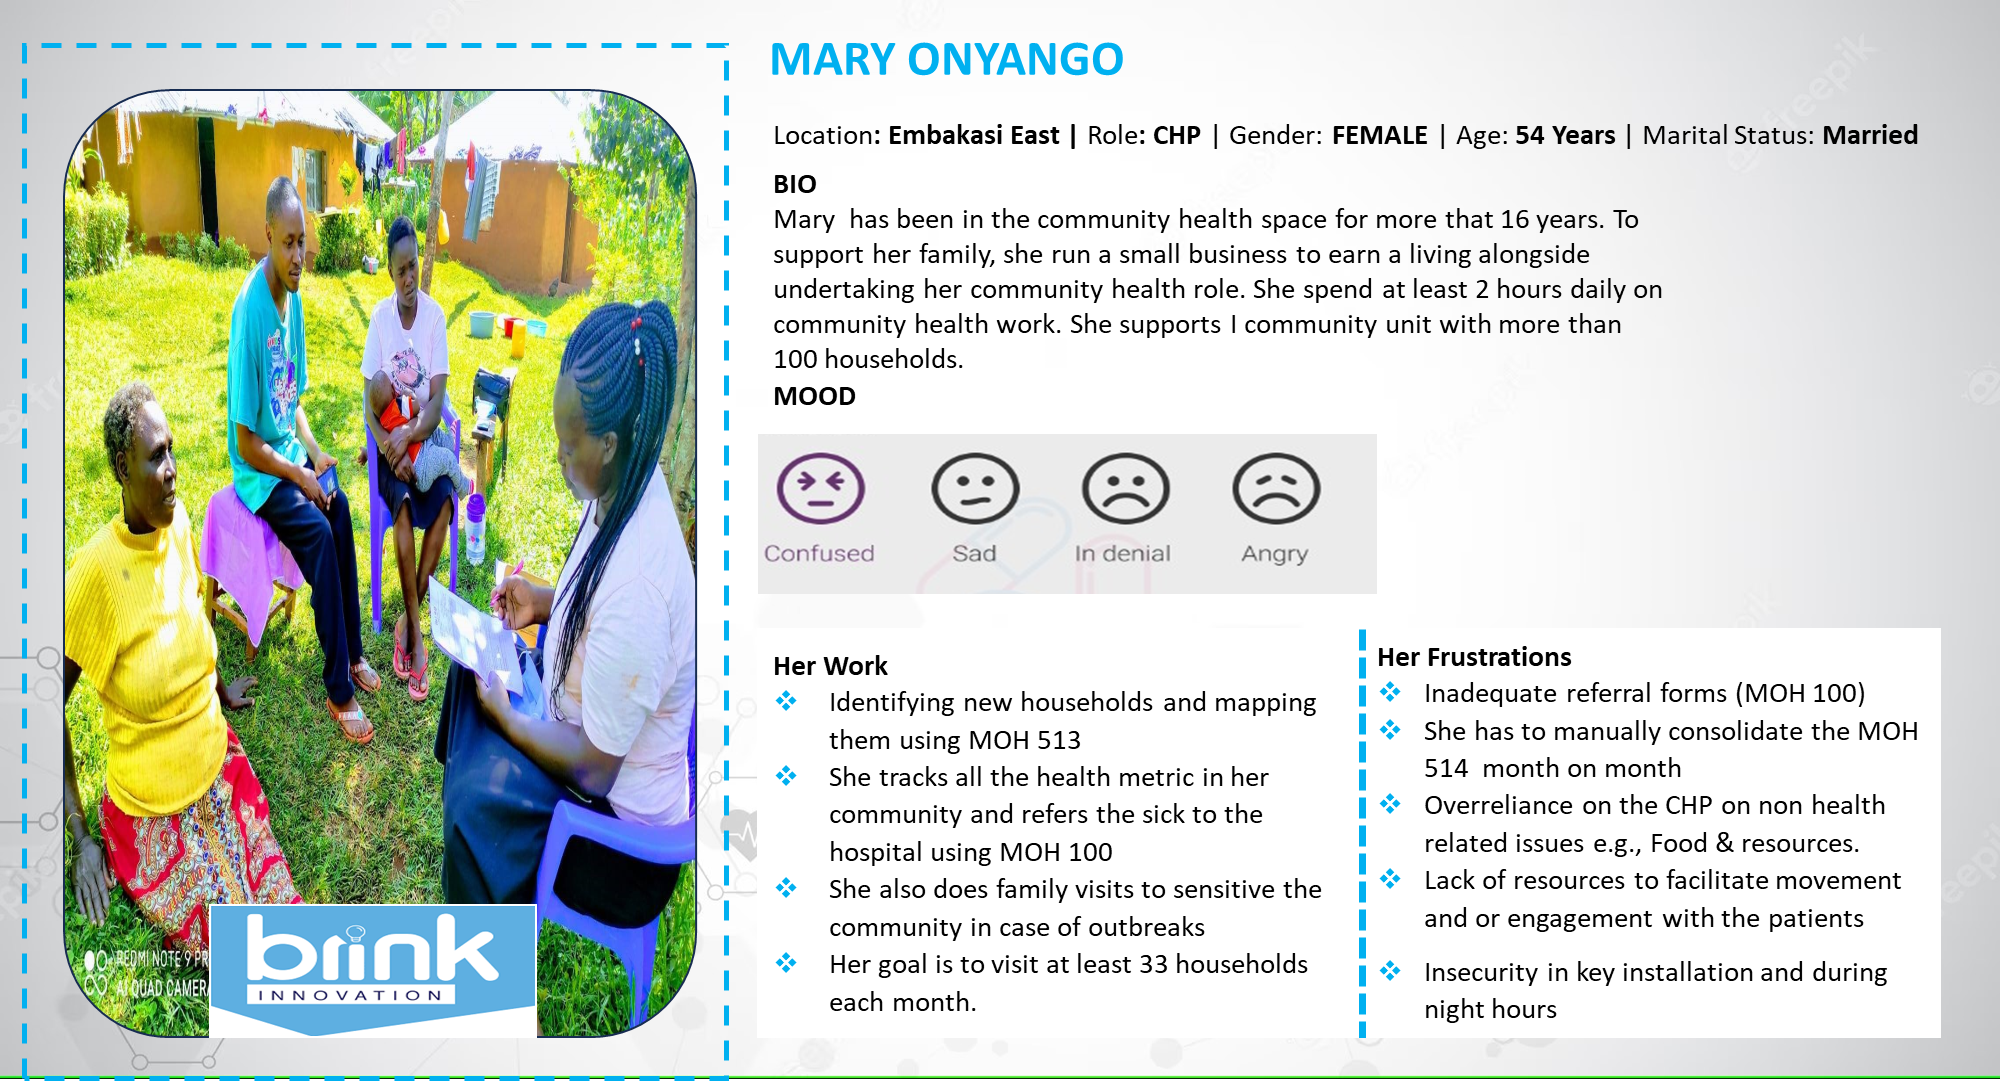 MARY ONYANGO
Location: Embakasi East | Role: CHP | Gender: FEMALE | Age: 54 Years | Marital Status: Married
BIO
Mary has been in the community health space for more that 16 years. To
support her family, she run a small business to earn a living alongside
undertaking her community health role. She spend at least 2 hours daily on
community health work. She supports I community unit with more than
100 households.
MOOD
Confused Sad In denial Angry
Her Work
❖ Identifying new households and mapping
them using MOH 513
❖ She tracks all the health metric in her
community and refers the sick to the
hospital using MOH 100
❖ She also does family visits to sensitive the
community in case of outbreaks
❖ Her goal is to visit at least 33 households
each month.
Her Frustrations
❖ Inadequate referral forms (MOH 100)
❖ She has to manually consolidate the MOH
514 month on month
❖ Overreliance on the CHP on non health
related issues e.g., Food & resources.
❖ Lack of resources to facilitate movement
and or engagement with the patients
❖ Insecurity in key installation and during
night hours
REDMI NOTE 9 PR
AI QUAD CAMER
brink
INNOVATION
freepik